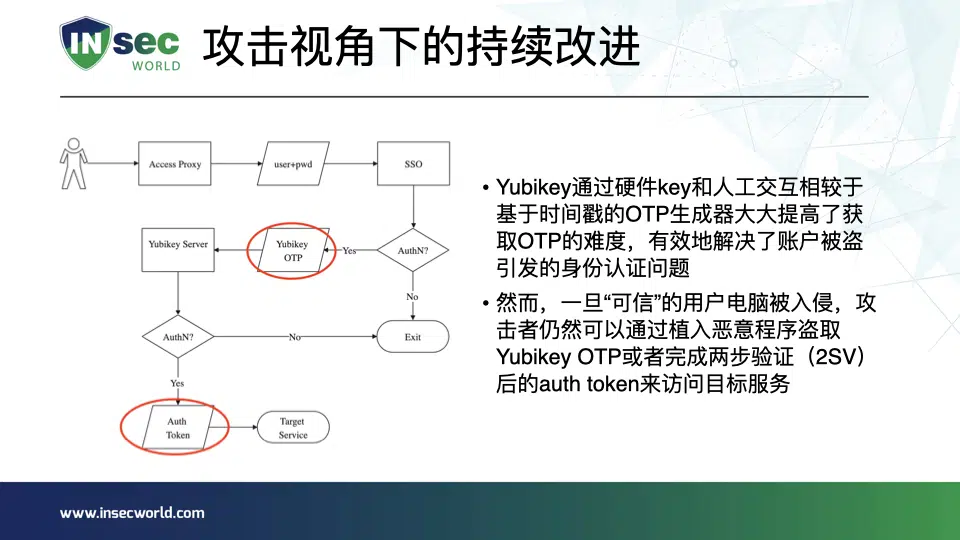 INsec
WORLD
攻击视角下的持续改进
Access Proxy
user+pwd
SSO
Yubikey Server
Yubikey
OTP
Yes
AuthN?
No
AuthN?
No
Exit
Yes
Auth
Token
Target
Service
• Yubikey通过硬件key和人工交互相较于
基于时间戳的OTP生成器大大提高了获
取OTP的难度，有效地解决了账户被盗
引发的身份认证问题
• 然而，一旦“可信”的用户电脑被入侵，攻
击者仍然可以通过植入恶意程序盗取
Yubikey OTP或者完成两步验证（2SV）
后的auth token来访问目标服务
www.insecworld.com